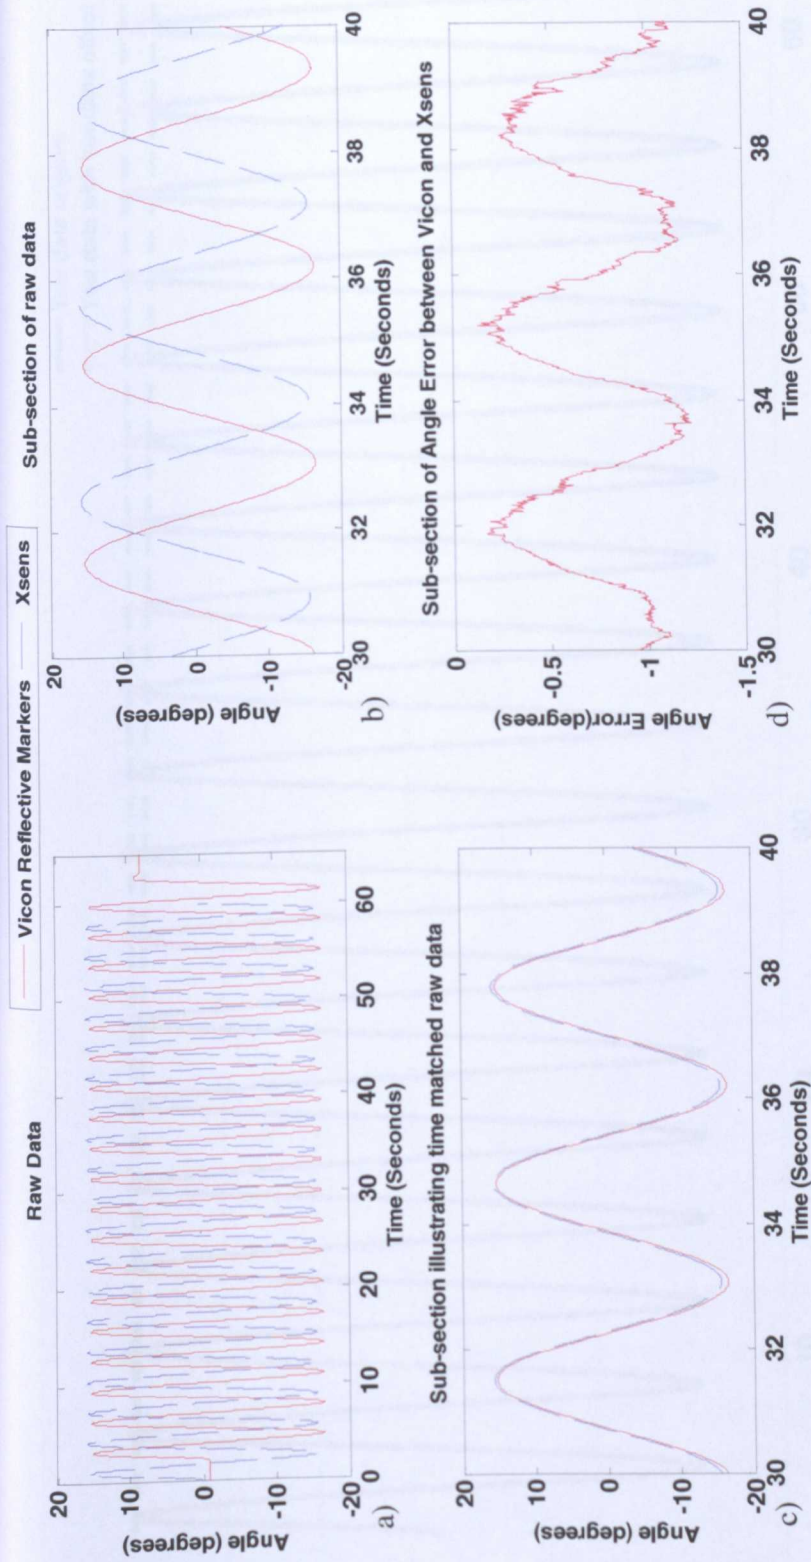 Vicon Reflective Markers Xsens
Raw Data
20
10
0
-10
-20
Angle (degrees)
0 10 20 30 40 50 60
Time (Seconds)
a)
Sub-section of raw data
20
10
0
-10
-20
Angle (degrees)
30 32 34 36 38 40
Time (Seconds)
b)
Sub-section illustrating time matched raw data
20
10
0
-10
-20
Angle (degrees)
30 32 34 36 38 40
Time (Seconds)
c)
Sub-section of Angle Error between Vicon and Xsens
0
-0.5
-1
-1.5
Angle Error(degrees)
30 32 34 36 38 40
Time (Seconds)
d)